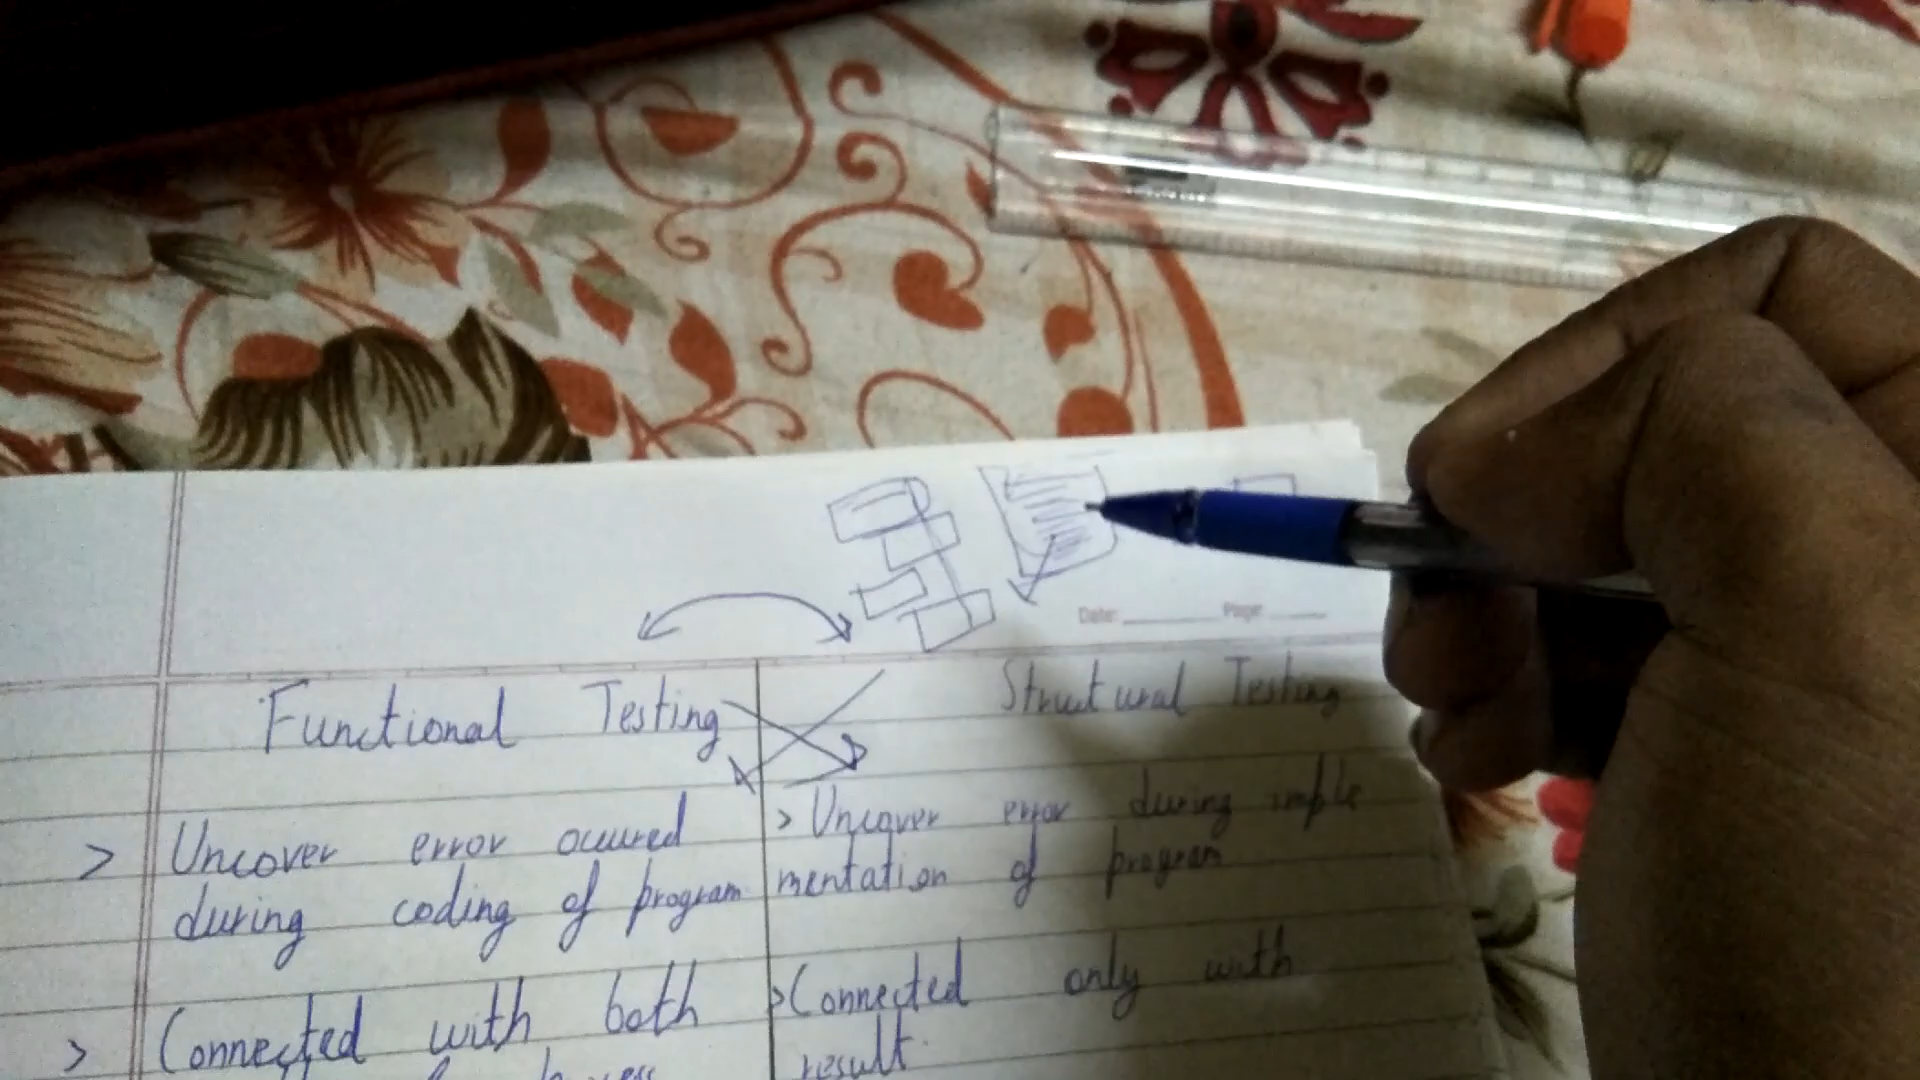 Date: Page:
Functional Testing
Structural Testing
> Uncover error occured
during coding of program
> Connected with both
> Uncover error during imple
mentation of program
> Connected only with
result.